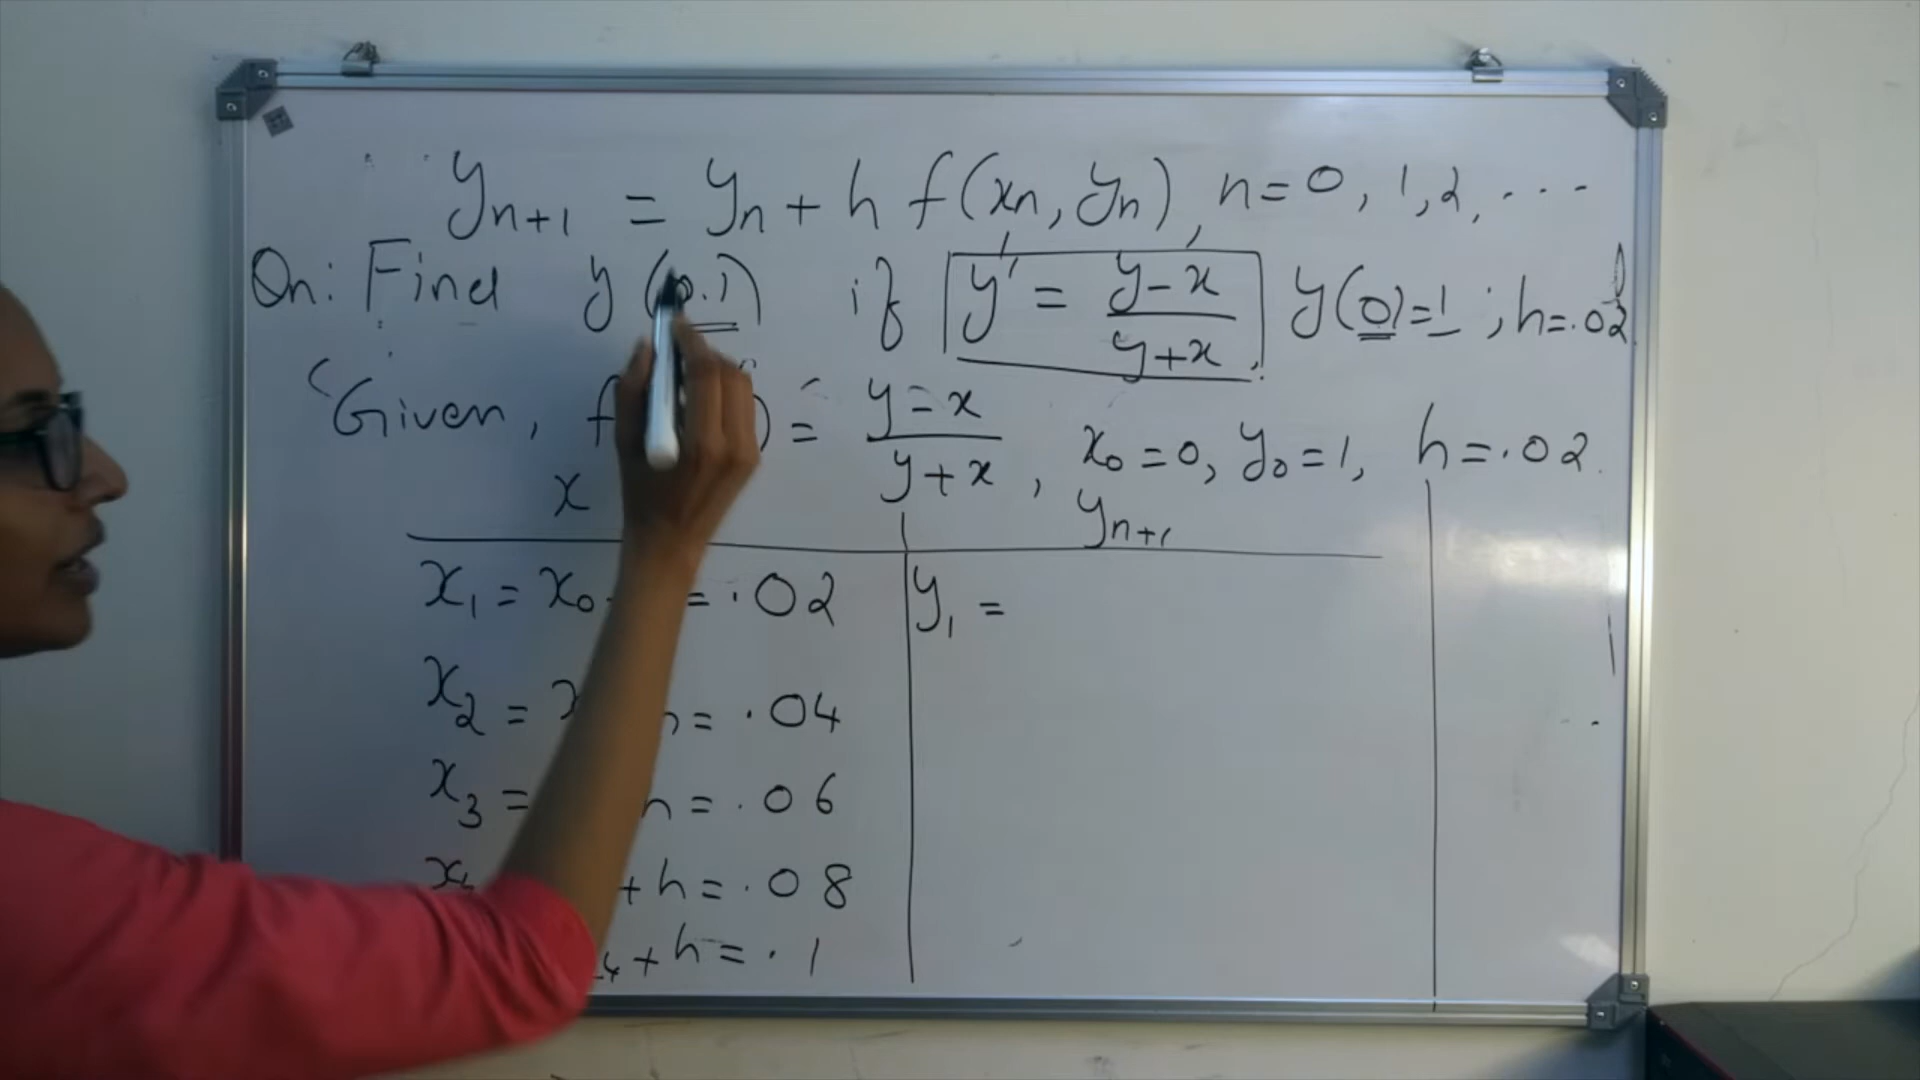 yn+1 = yn + h f(xn, yn), n=0, 1, 2, ...
Qn: Find y(0.1) if y' = y-x / y+x, y(0)=1 ; h=.02
Given, f ) = y-x / y+x , x0=0, y0=1, h=.02
x yn+1
x1 = x0 = .02 y1 =
x2 = = .04
x3 = = .06
+h = .08
+h = .1